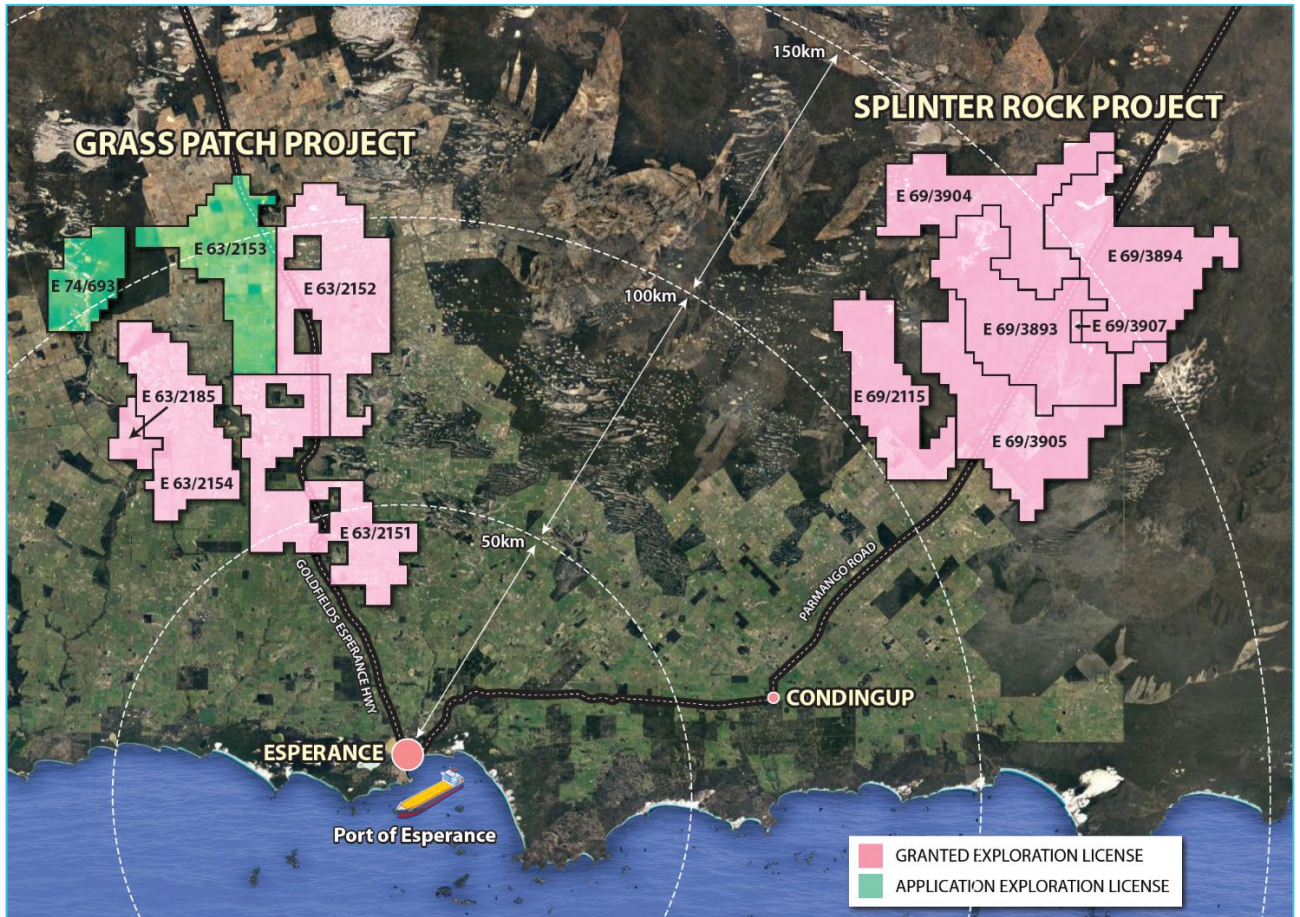 150km
SPLINTER ROCK PROJECT
GRASS PATCH PROJECT
E 69/3904
E 63/2153
E 69/3894
E 74/693
E 63/2152
100km
E 69/3893
E 69/3907
E 63/2185
E 69/2115
E 69/3905
E 63/2154
E 63/2151
50km
GOLDFIELDS ESPERANCE HWY
PARMANGO ROAD
CONDINGUP
ESPERANCE
Port of Esperance
GRANTED EXPLORATION LICENSE
APPLICATION EXPLORATION LICENSE